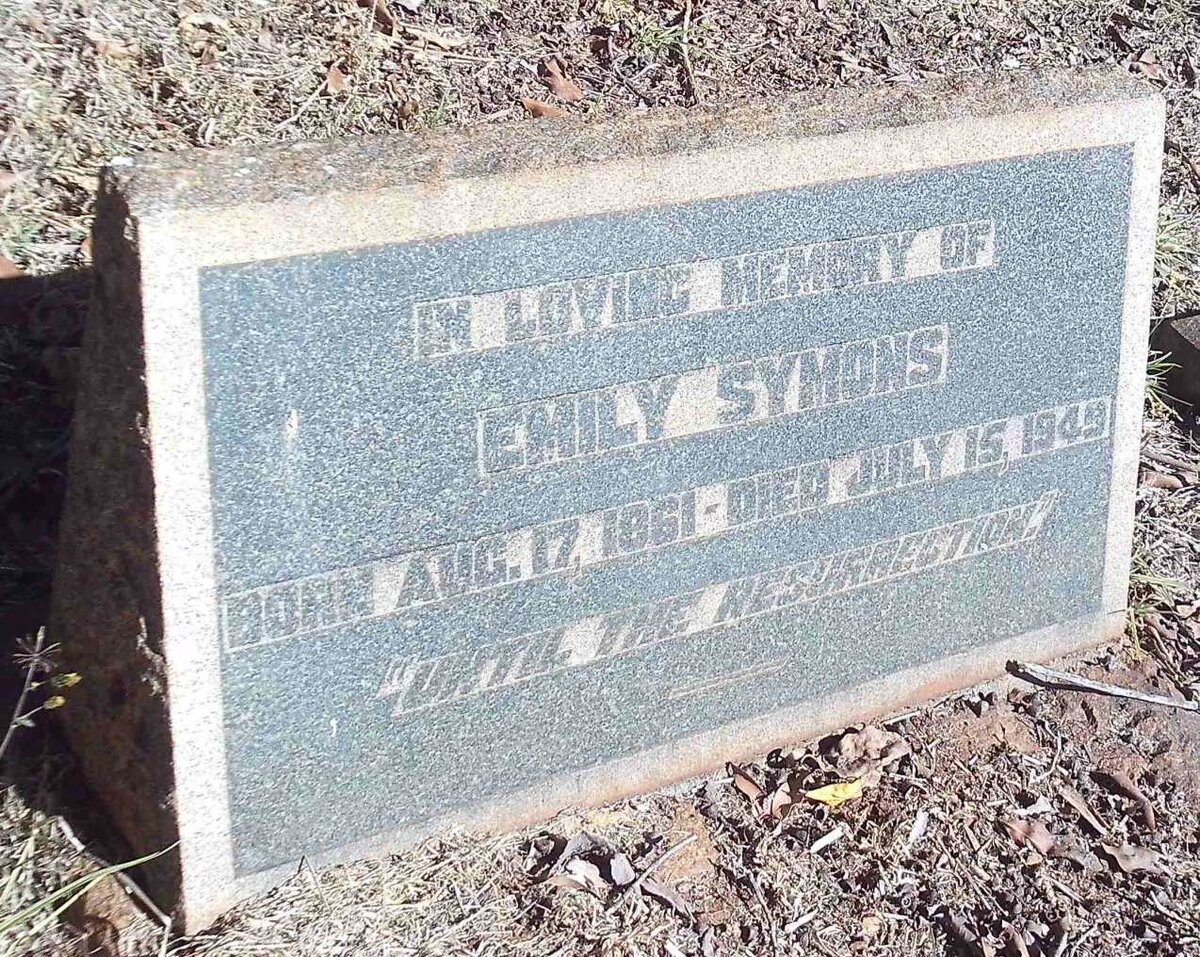 IN LOVING MEMORY OF
EMILY SYMONS
BORN AUG. 17, 1861 - DIED JULY 15, 1949
"UNTIL THE RESURRECTION"